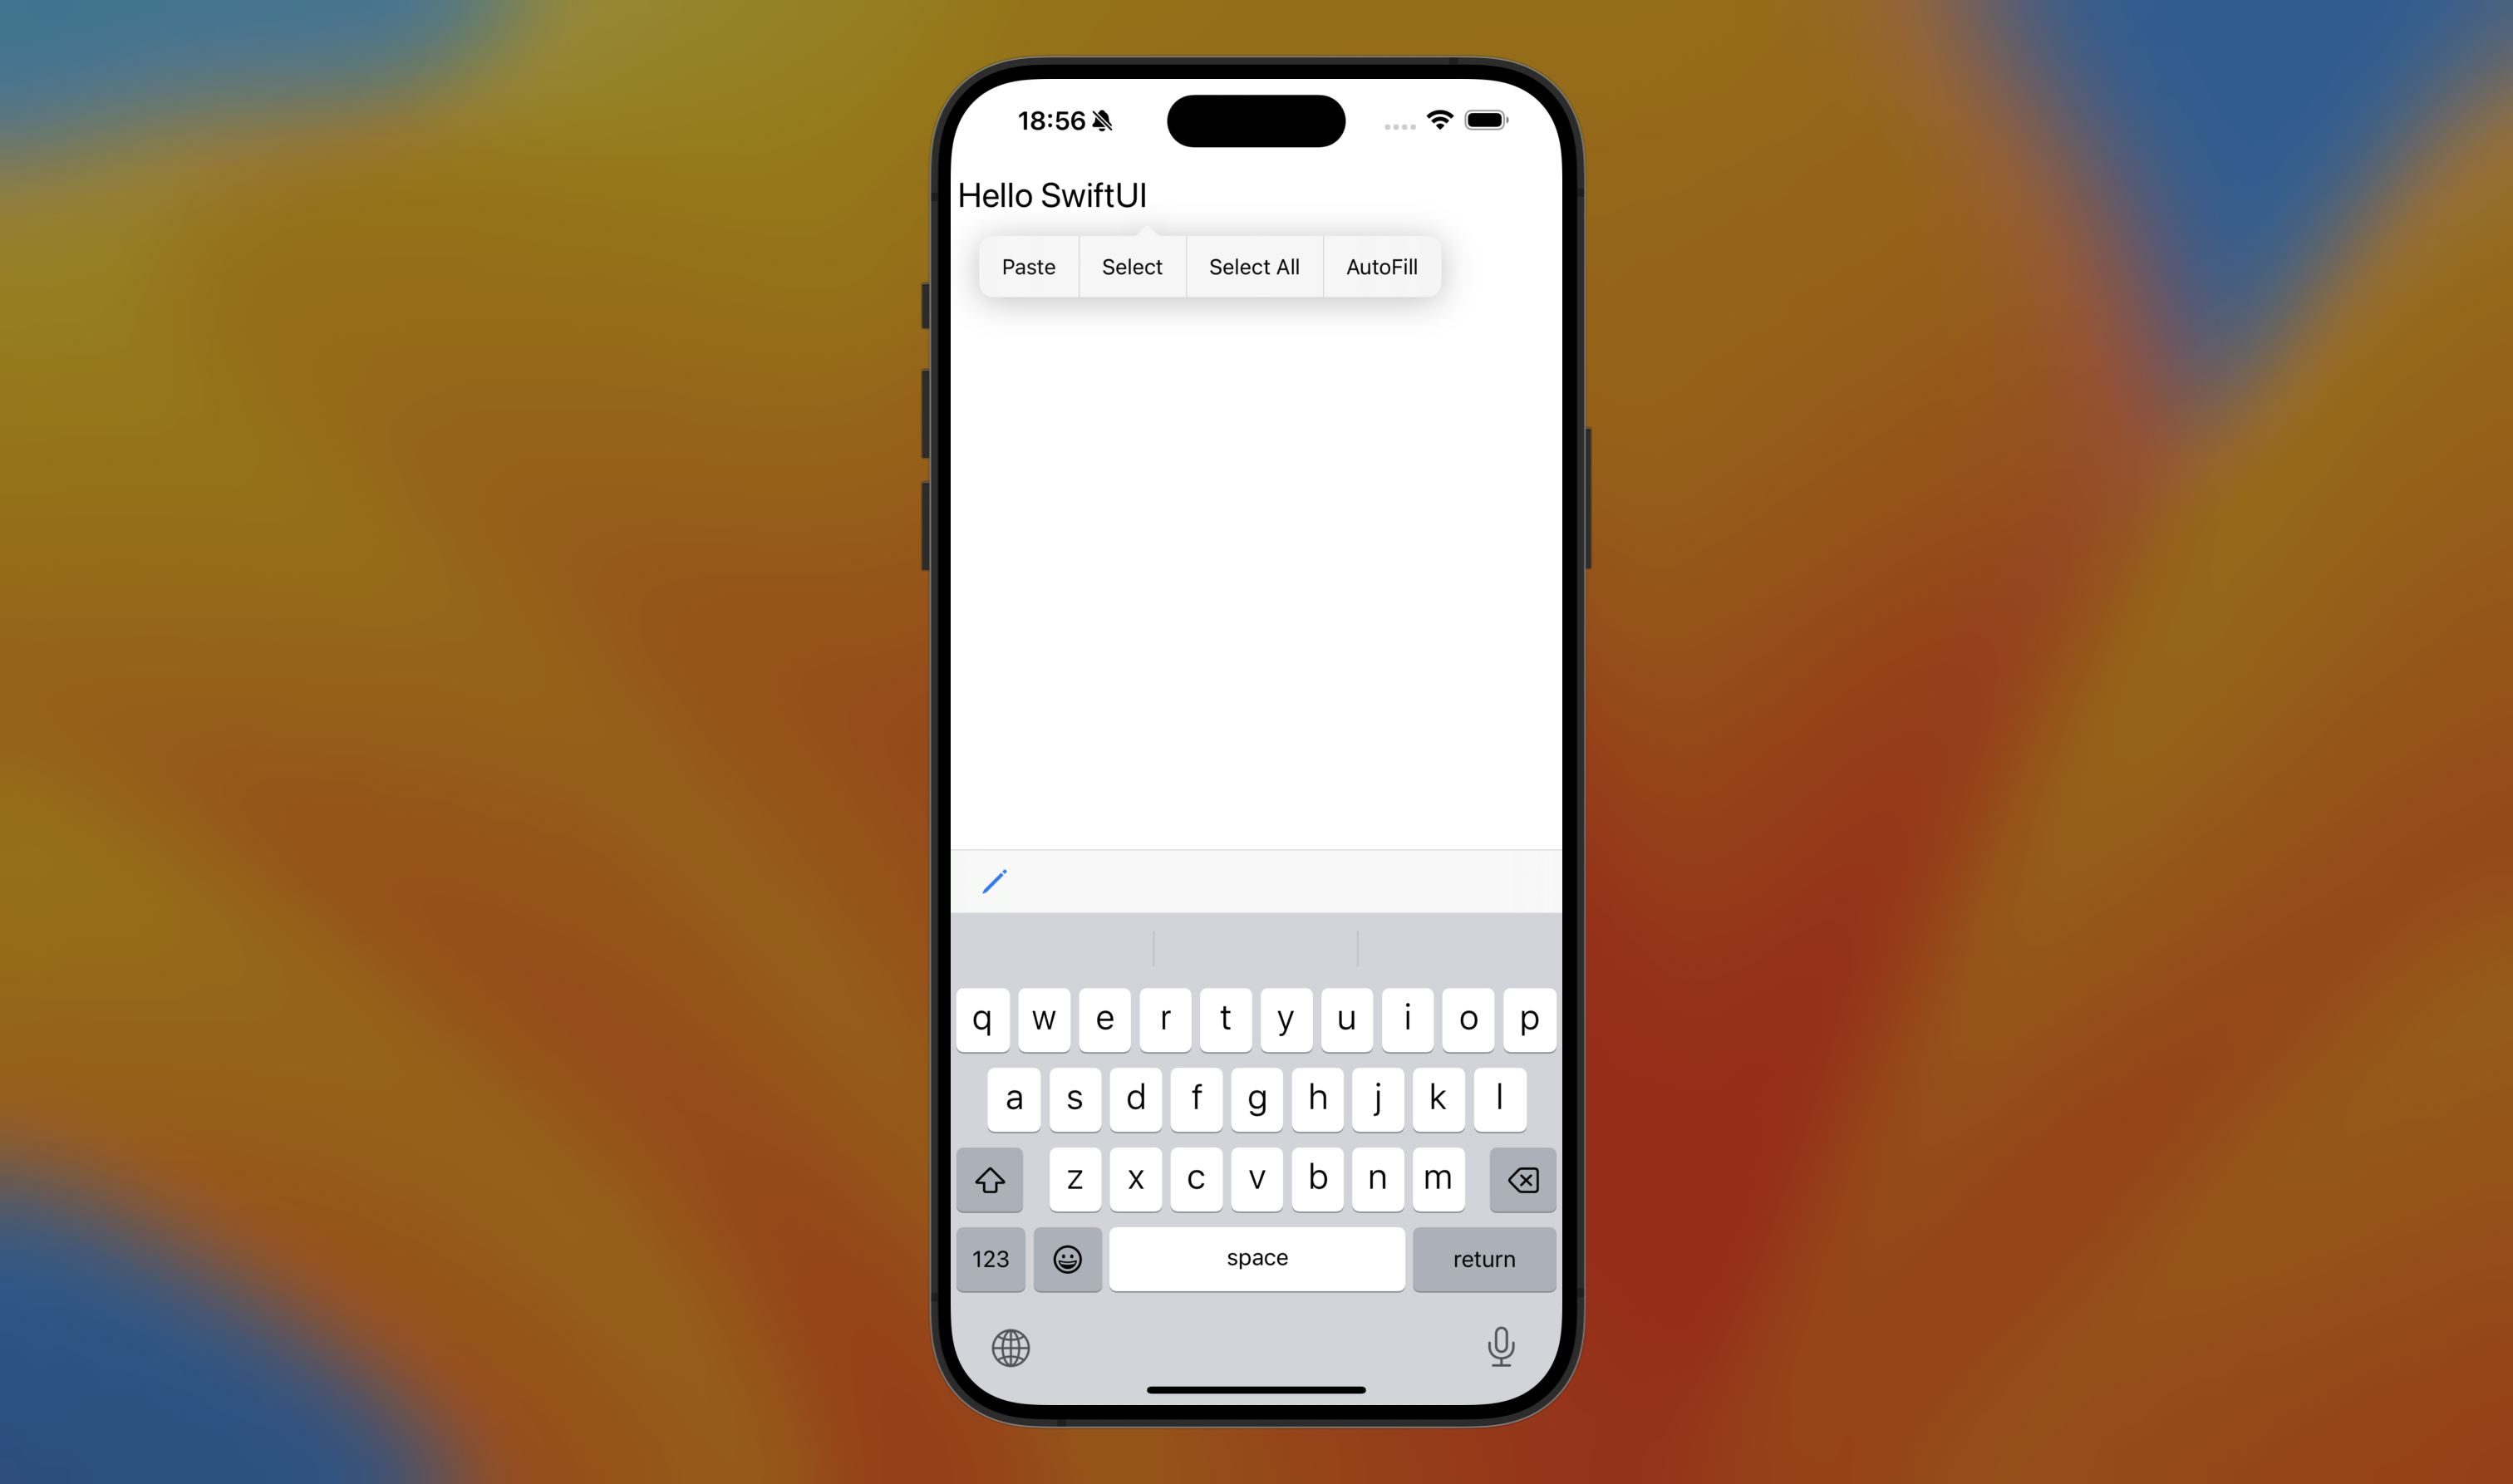 18:56
Hello SwiftUI
Paste Select Select All AutoFill
q w e r t y u i o p
a s d f g h j k l
z x c v b n m
123 space return